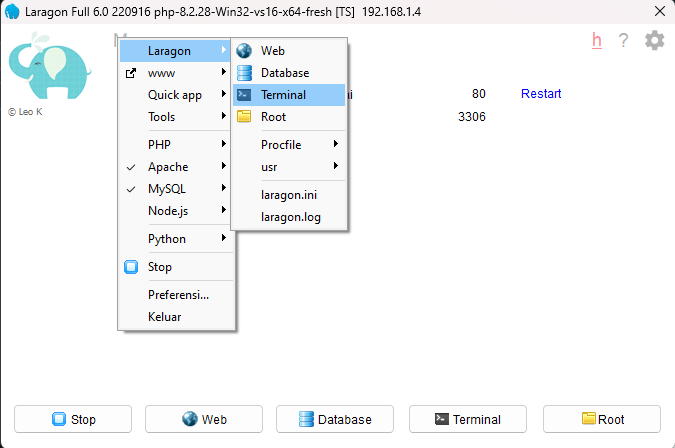 Laragon Full 6.0 220916 php-8.2.28-Win32-vs16-x64-fresh [TS] 192.168.1.4
M
h ?
© Leo K
80 Restart
3306
Laragon
www
Quick app
Tools
PHP
Apache
MySQL
Node.js
Python
Stop
Preferensi...
Keluar
Web
Database
Terminal
Root
Procfile
usr
laragon.ini
laragon.log
Stop
Web
Database
Terminal
Root